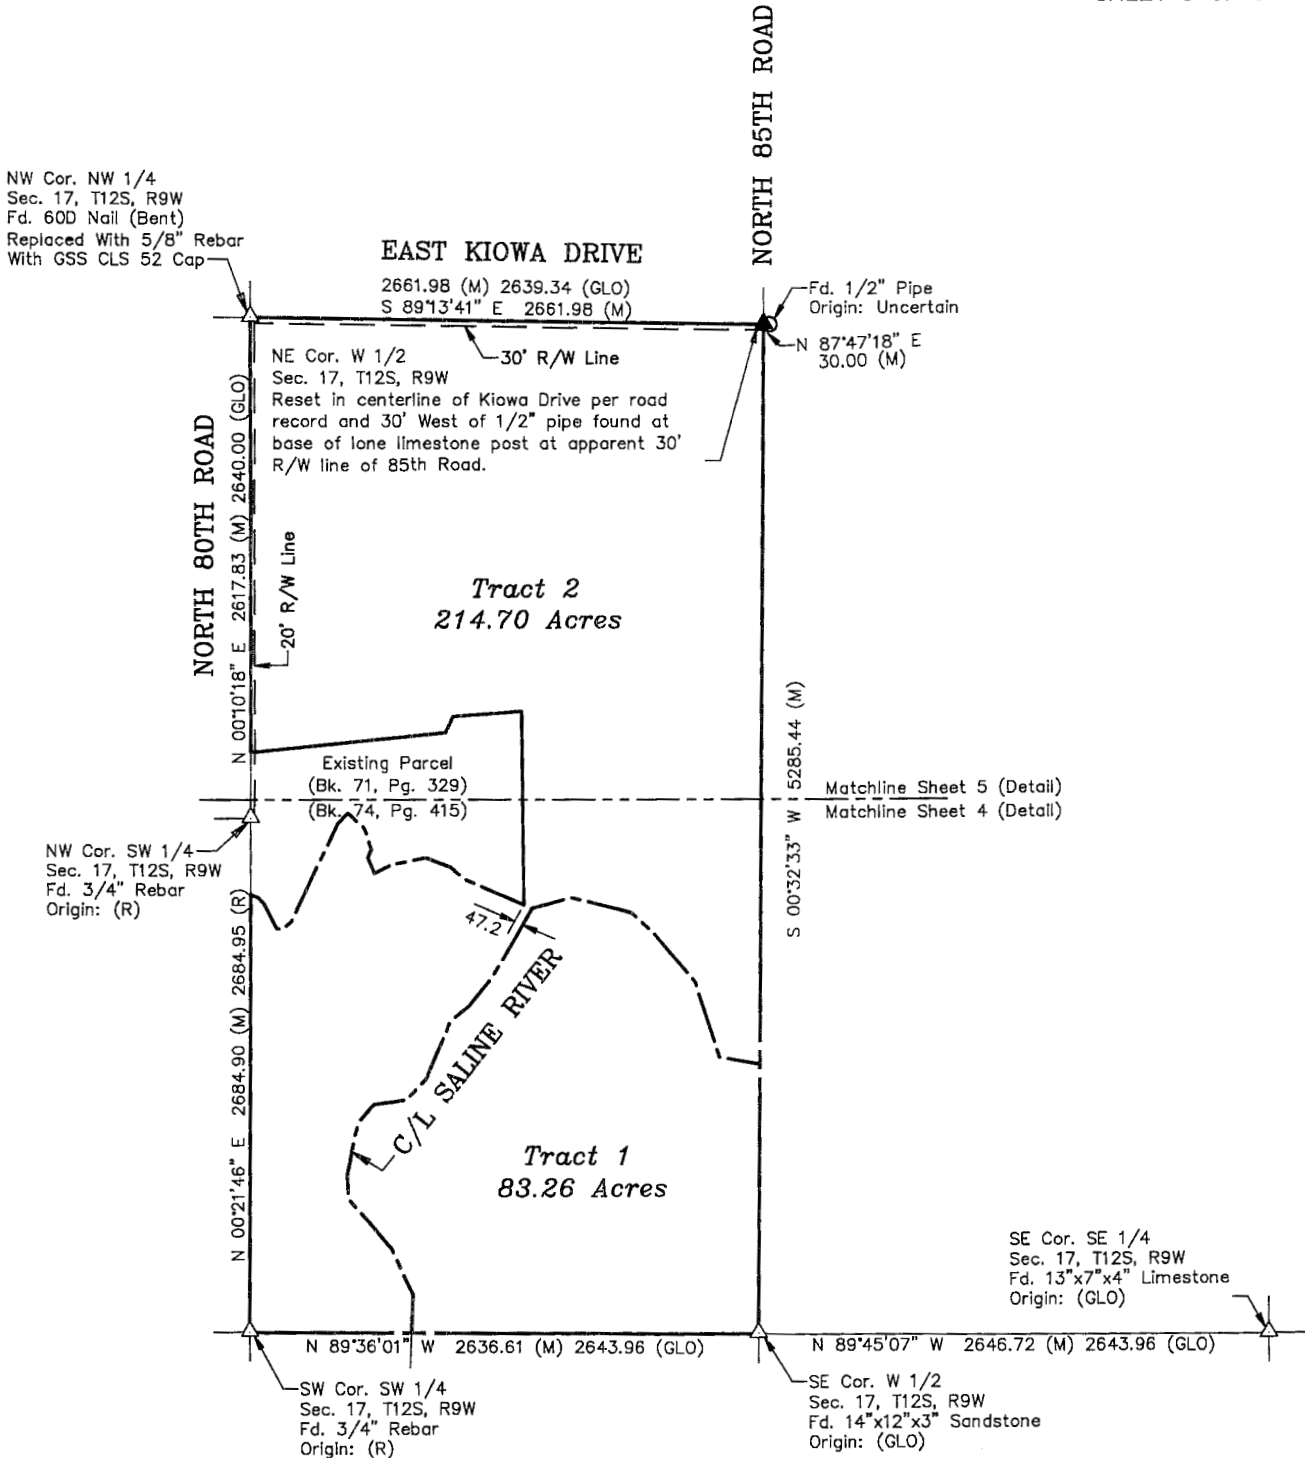 NORTH 85TH ROAD
NW Cor. NW 1/4
Sec. 17, T12S, R9W
Fd. 60D Nail (Bent)
Replaced With 5/8" Rebar
With GSS CLS 52 Cap
EAST KIOWA DRIVE
2661.98 (M) 2639.34 (GLO)
S 89°13'41" E 2661.98 (M)
Fd. 1/2" Pipe
Origin: Uncertain
N 87°47'18" E
30.00 (M)
30' R/W Line
NE Cor. W 1/2
Sec. 17, T12S, R9W
Reset in centerline of Kiowa Drive per road
record and 30' West of 1/2" pipe found at
base of lone limestone post at apparent 30'
R/W line of 85th Road.
NORTH 80TH ROAD
N 00°10'18" E 2617.83 (M) 2640.00 (GLO)
20' R/W Line
Tract 2
214.70 Acres
S 00°32'33" W 5285.44 (M)
Existing Parcel
(Bk. 71, Pg. 329)
(Bk. 74, Pg. 415)
Matchline Sheet 5 (Detail)
Matchline Sheet 4 (Detail)
NW Cor. SW 1/4
Sec. 17, T12S, R9W
Fd. 3/4" Rebar
Origin: (R)
47.2
N 00°21'46" E 2684.90 (M) 2684.95 (R)
C/L SALINE RIVER
Tract 1
83.26 Acres
SE Cor. SE 1/4
Sec. 17, T12S, R9W
Fd. 13"x7"x4" Limestone
Origin: (GLO)
N 89°36'01" W 2636.61 (M) 2643.96 (GLO)
N 89°45'07" W 2646.72 (M) 2643.96 (GLO)
SW Cor. SW 1/4
Sec. 17, T12S, R9W
Fd. 3/4" Rebar
Origin: (R)
SE Cor. W 1/2
Sec. 17, T12S, R9W
Fd. 14"x12"x3" Sandstone
Origin: (GLO)